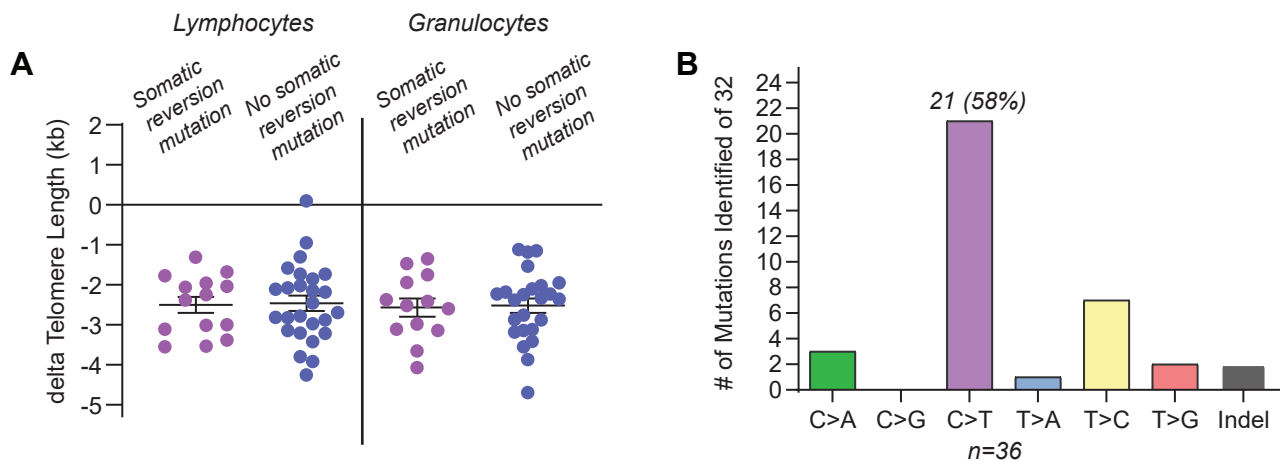 A
Lymphocytes
Granulocytes
Somatic
reversion
mutation
No somatic
reversion
mutation
Somatic
reversion
mutation
No somatic
reversion
mutation
delta Telomere Length (kb)
2
1
0
-1
-2
-3
-4
-5
B
# of Mutations Identified of 32
24
22
20
18
16
14
12
10
8
6
4
2
0
21 (58%)
C>A
C>G
C>T
T>A
T>C
T>G
Indel
n=36